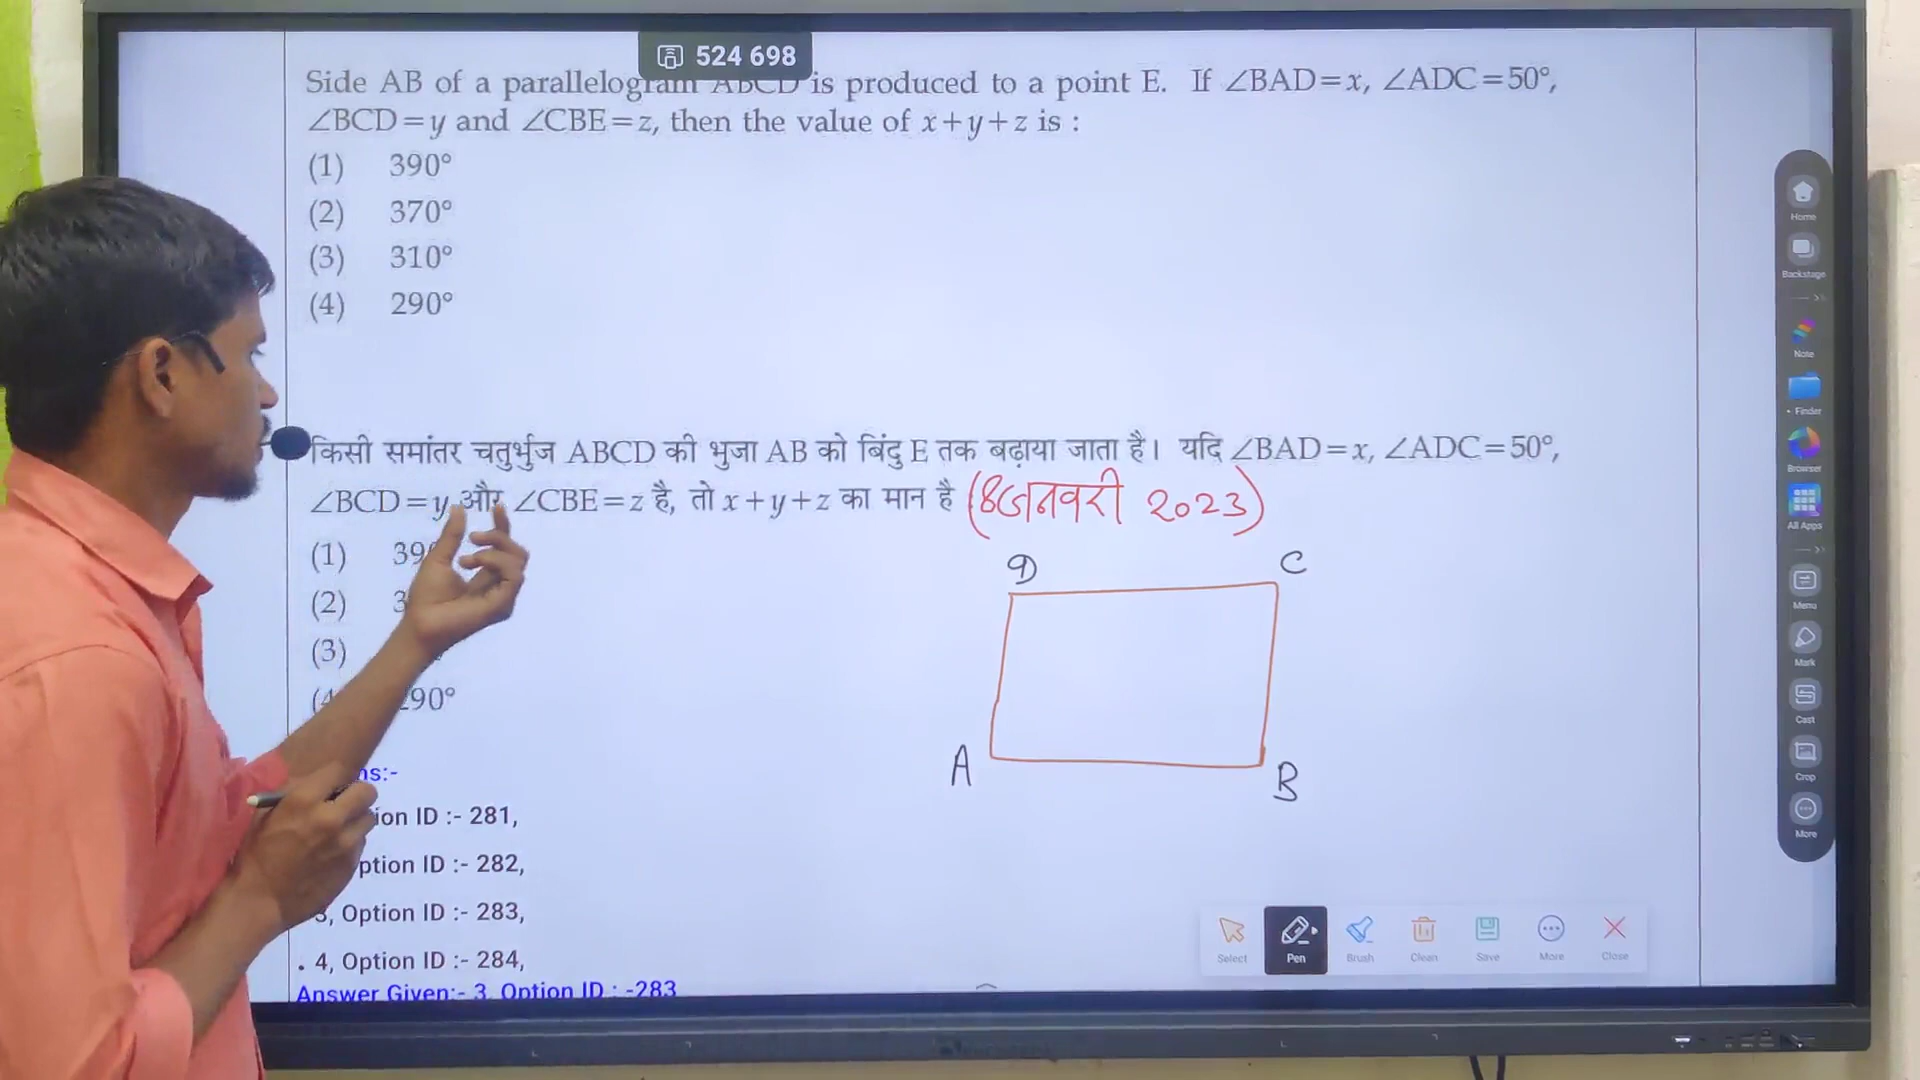 524 698
Side AB of a parallelogram ABCD is produced to a point E. If ∠BAD=x, ∠ADC=50°,
∠BCD=y and ∠CBE=z, then the value of x+y+z is :
(1) 390°
(2) 370°
(3) 310°
(4) 290°
किसी समांतर चतुर्भुज ABCD की भुजा AB को बिंदु E तक बढ़ाया जाता है। यदि ∠BAD=x, ∠ADC=50°,
∠BCD=y और ∠CBE=z है, तो x+y+z का मान है (8जनवरी 2023)
(1) 39
(2) 3
(3)
(4 90°
D C
A B
ns:-
ion ID :- 281,
ption ID :- 282,
3, Option ID :- 283,
. 4, Option ID :- 284,
Answer Given:- 3, Option ID : -283
Home
Backstage
Note
• Finder
Browser
All Apps
Menu
Mark
Cast
Crop
More
Select Pen Brush Clean Save More Close